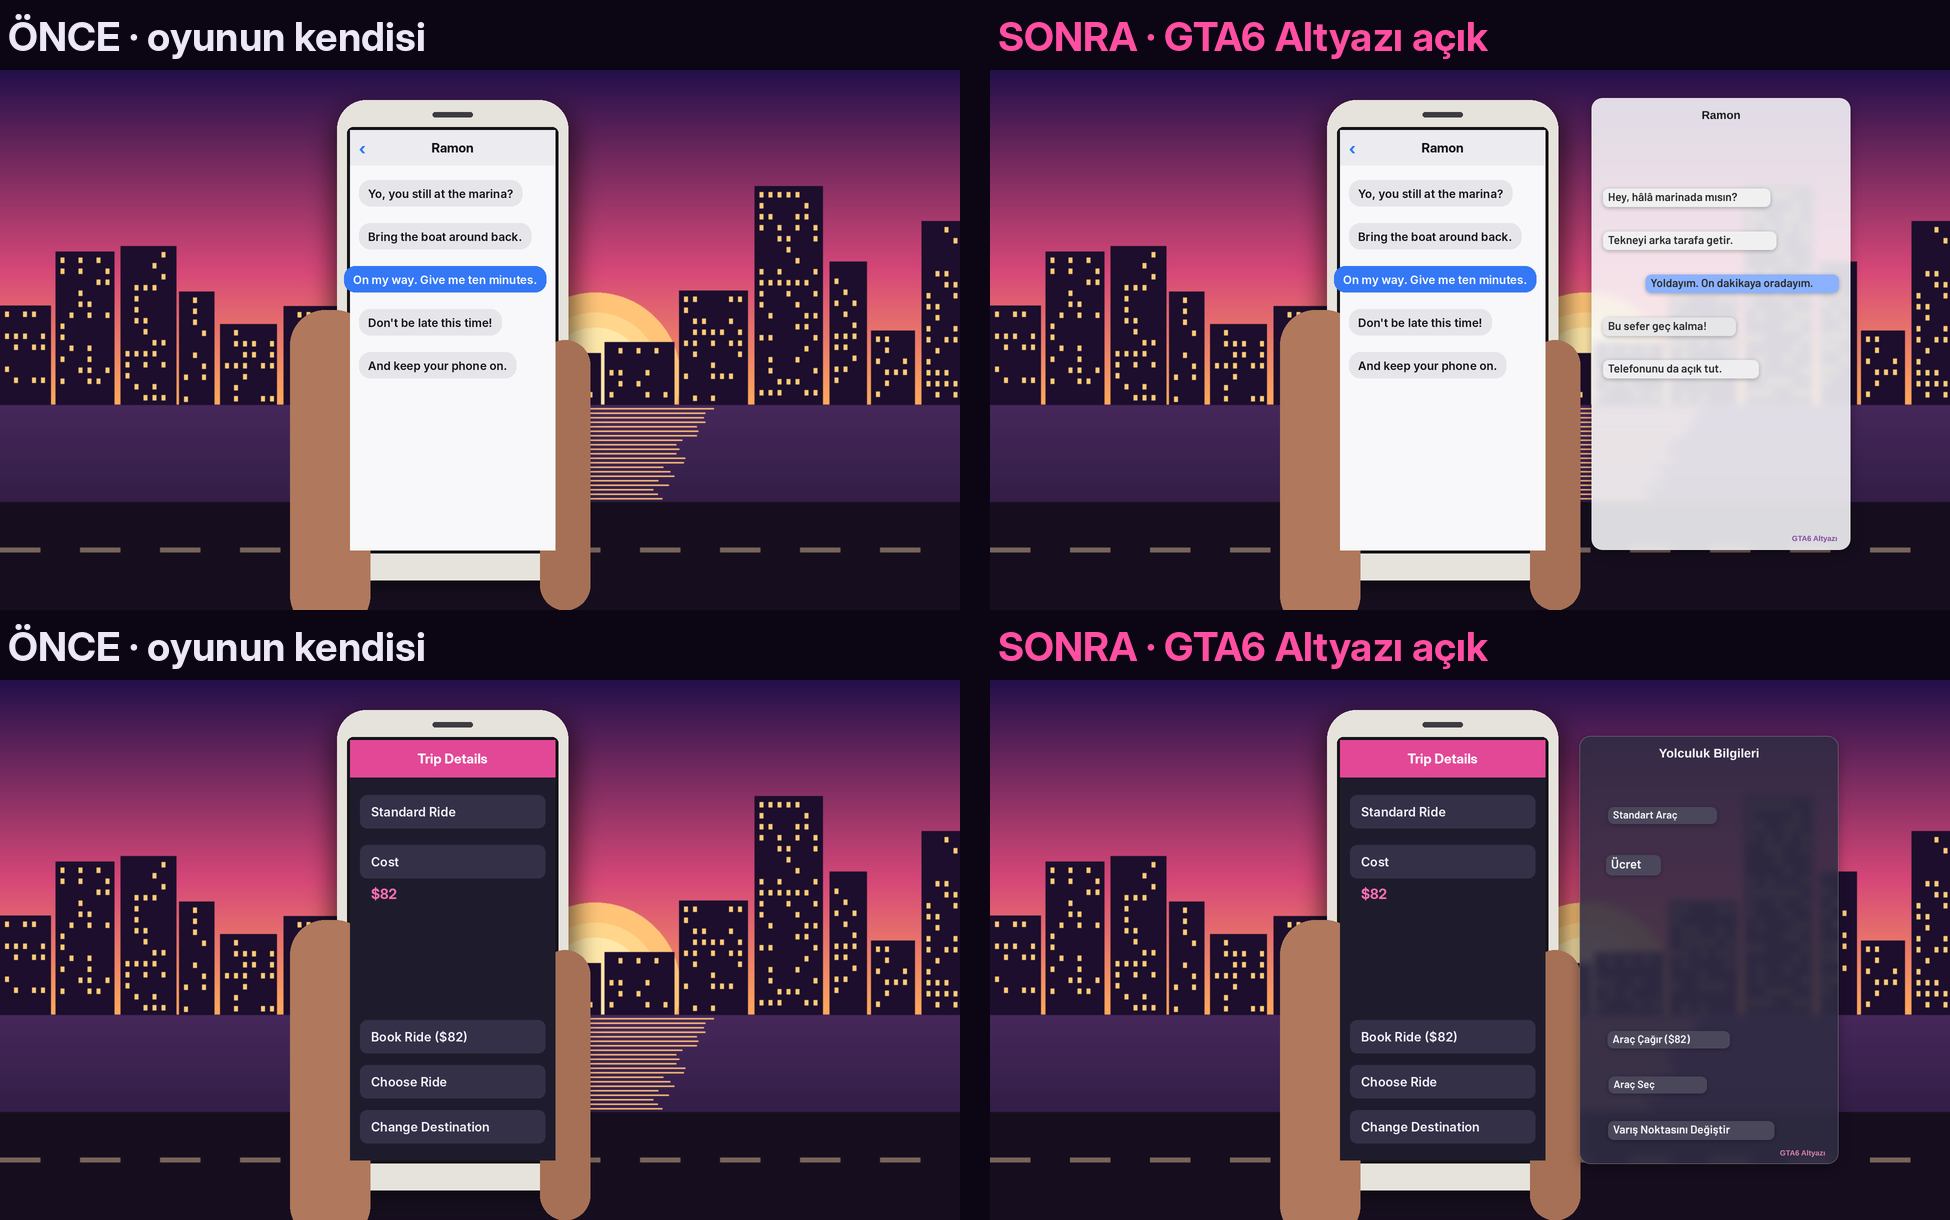 ÖNCE · oyunun kendisi
SONRA · GTA6 Altyazı açık
‹ Ramon
Yo, you still at the marina?
Bring the boat around back.
On my way. Give me ten minutes.
Don't be late this time!
And keep your phone on.
‹ Ramon
Yo, you still at the marina?
Bring the boat around back.
On my way. Give me ten minutes.
Don't be late this time!
And keep your phone on.
Ramon
Hey, hâlâ marinada mısın?
Tekneyi arka tarafa getir.
Yoldayım. On dakikaya oradayım.
Bu sefer geç kalma!
Telefonunu da açık tut.
GTA6 Altyazı
ÖNCE · oyunun kendisi
SONRA · GTA6 Altyazı açık
Trip Details
Standard Ride
Cost
$82
Book Ride ($82)
Choose Ride
Change Destination
Trip Details
Standard Ride
Cost
$82
Book Ride ($82)
Choose Ride
Change Destination
Yolculuk Bilgileri
Standart Araç
Ücret
Araç Çağır ($82)
Araç Seç
Varış Noktasını Değiştir
GTA6 Altyazı